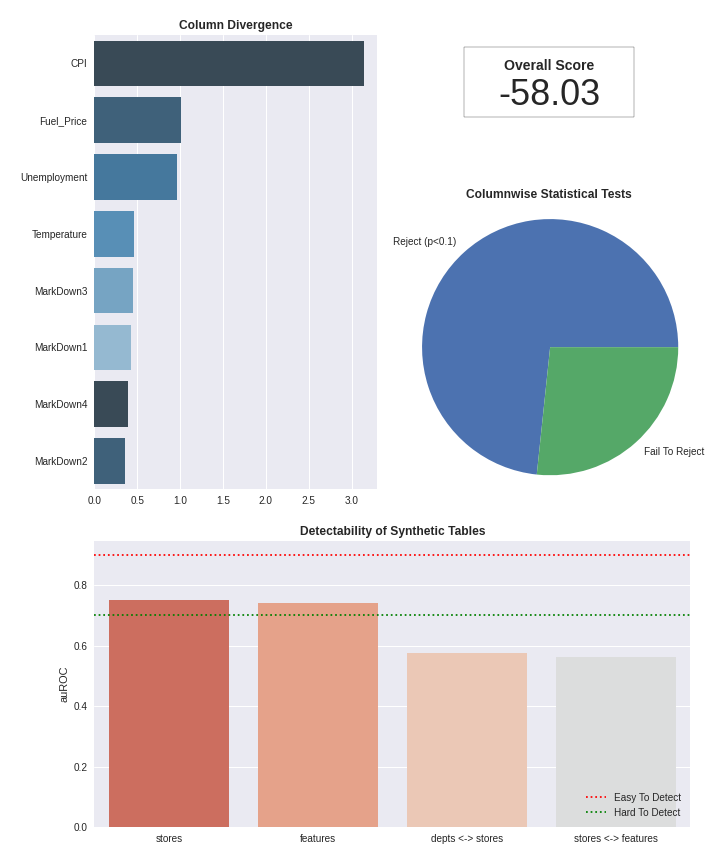 Column Divergence
CPI
Fuel_Price
Unemployment
Temperature
MarkDown3
MarkDown1
MarkDown4
MarkDown2
0.0 0.5 1.0 1.5 2.0 2.5 3.0
Overall Score
-58.03
Columnwise Statistical Tests
Reject (p<0.1)
Fail To Reject
Detectability of Synthetic Tables
auROC
0.8
0.6
0.4
0.2
0.0
stores features depts <-> stores stores <-> features
Easy To Detect
Hard To Detect